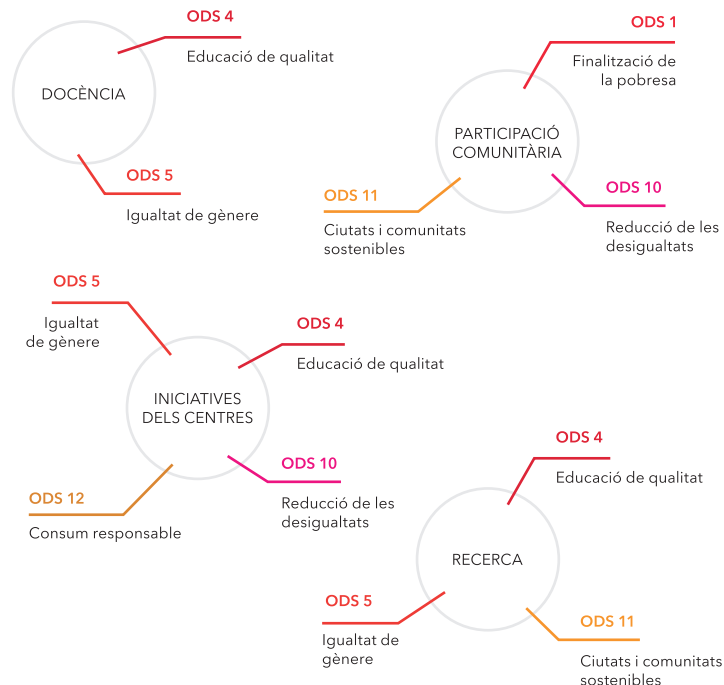 ODS 4
Educació de qualitat
DOCÈNCIA
ODS 5
Igualtat de gènere
ODS 1
Finalització de
la pobresa
PARTICIPACIÓ
COMUNITÀRIA
ODS 11
Ciutats i comunitats
sostenibles
ODS 10
Reducció de les
desigualtats
ODS 5
Igualtat
de gènere
ODS 4
Educació de qualitat
INICIATIVES
DELS CENTRES
ODS 10
Reducció de les
desigualtats
ODS 12
Consum responsable
ODS 4
Educació de qualitat
RECERCA
ODS 5
Igualtat de
gènere
ODS 11
Ciutats i comunitats
sostenibles